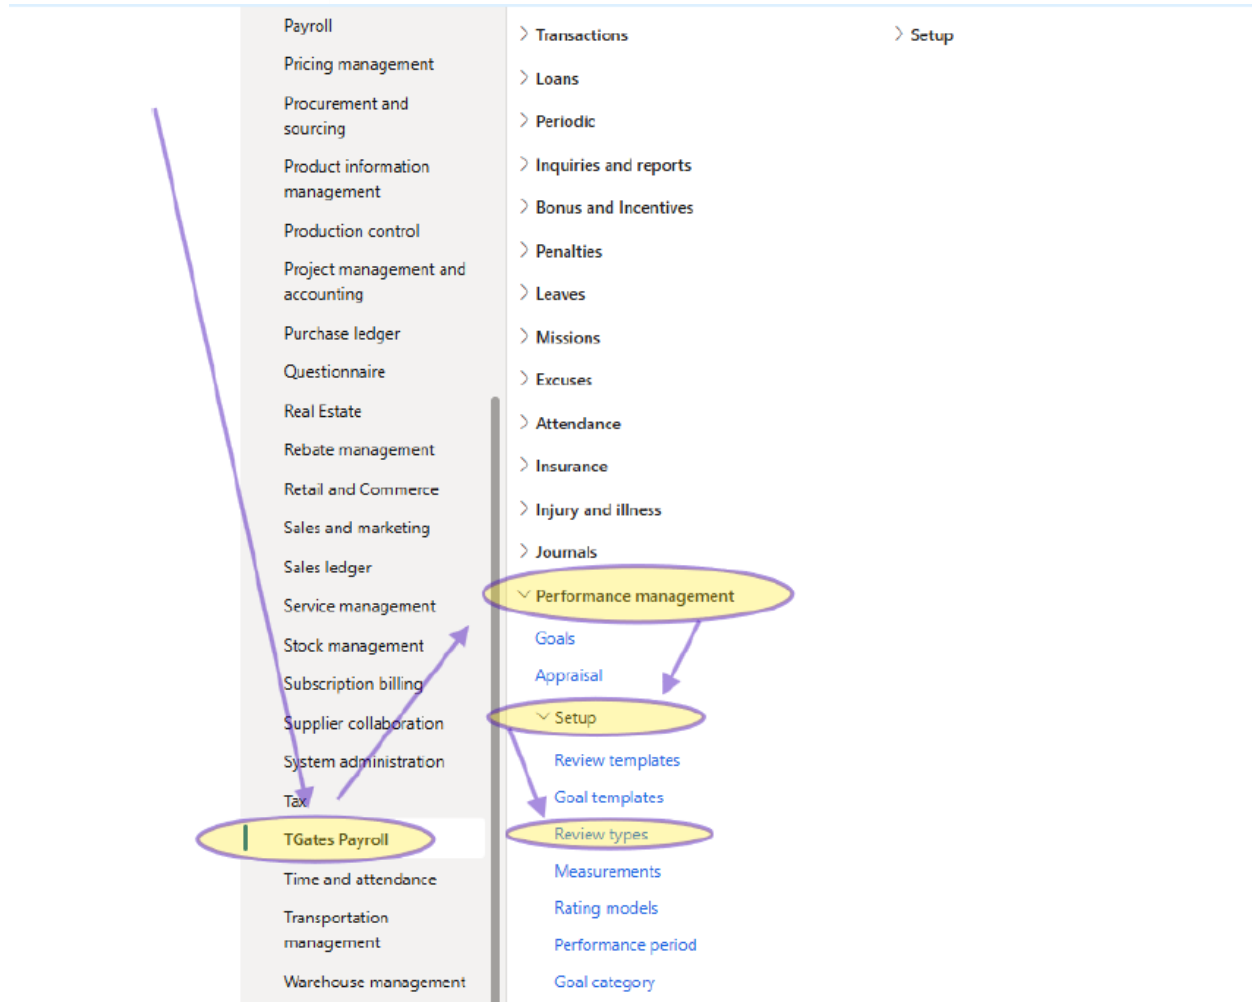 Payroll
Pricing management
Procurement and
sourcing
Product information
management
Production control
Project management and
accounting
Purchase ledger
Questionnaire
Real Estate
Rebate management
Retail and Commerce
Sales and marketing
Sales ledger
Service management
Stock management
Subscription billing
Supplier collaboration
System administration
Tax
TGates Payroll
Time and attendance
Transportation
management
Warehouse management
Transactions
Loans
Periodic
Inquiries and reports
Bonus and Incentives
Penalties
Leaves
Missions
Excuses
Attendance
Insurance
Injury and illness
Journals
Performance management
Goals
Appraisal
Setup
Review templates
Goal templates
Review types
Measurements
Rating models
Performance period
Goal category
Setup